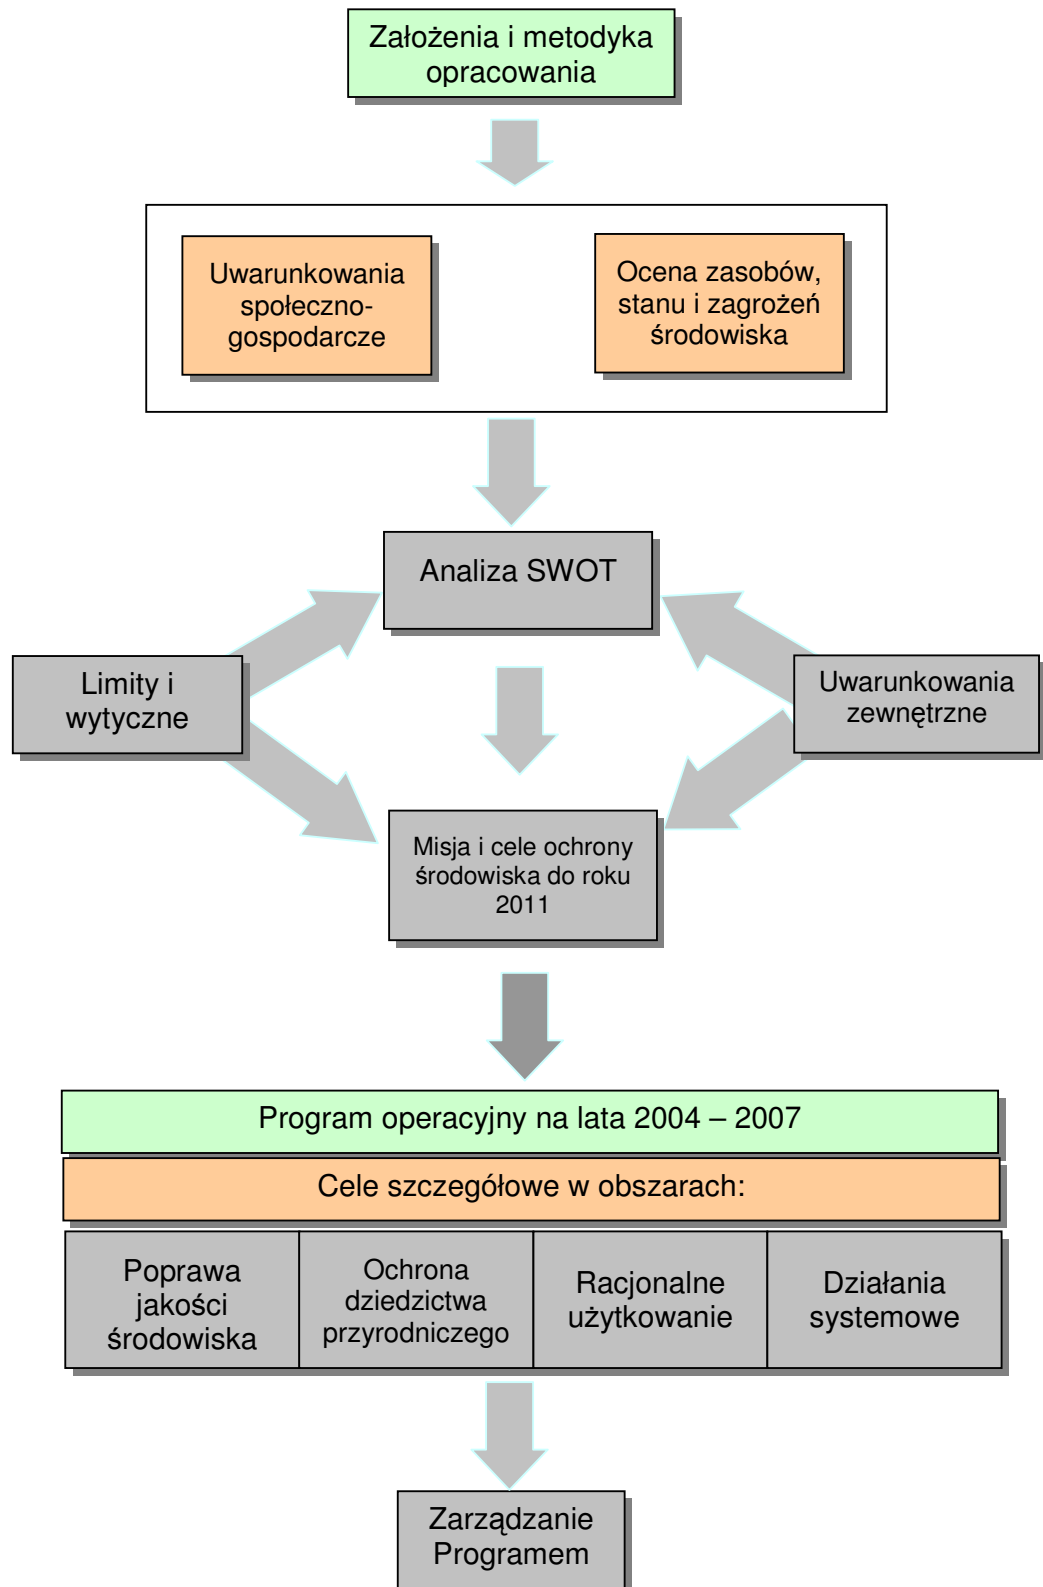 Założenia i metodyka
opracowania
Uwarunkowania
społeczno-
gospodarcze
Ocena zasobów,
stanu i zagrożeń
środowiska
Analiza SWOT
Limity i
wytyczne
Uwarunkowania
zewnętrzne
Misja i cele ochrony
środowiska do roku
2011
Program operacyjny na lata 2004 – 2007
Cele szczegółowe w obszarach:
Poprawa
jakości
środowiska
Ochrona
dziedzictwa
przyrodniczego
Racjonalne
użytkowanie
Działania
systemowe
Zarządzanie
Programem